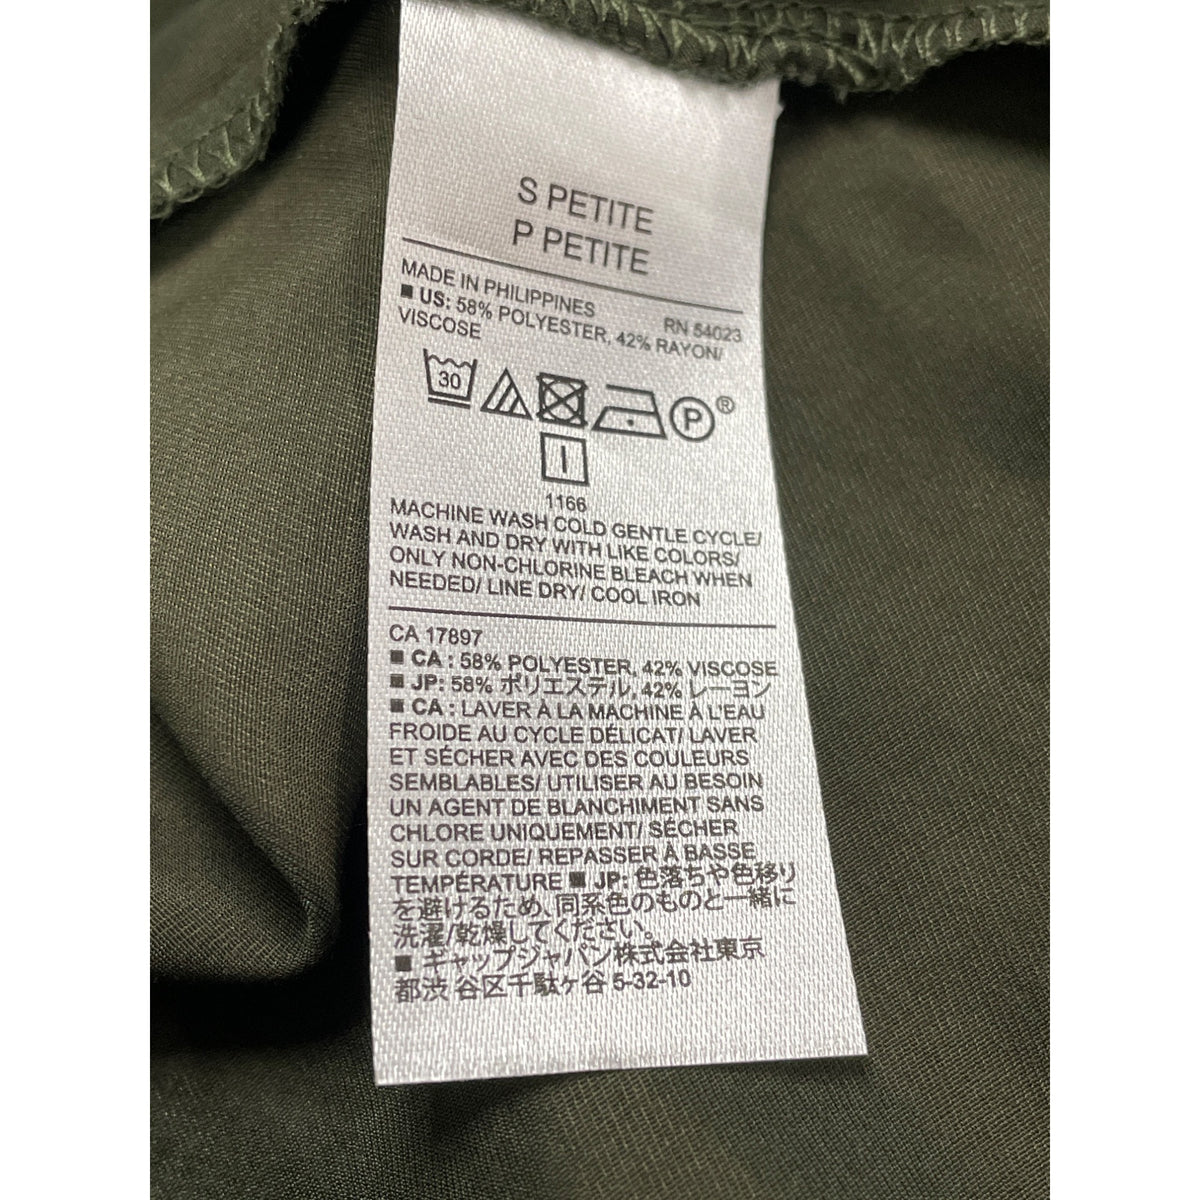 S PETITE
P PETITE
MADE IN PHILIPPINES RN 54023
■ US: 58% POLYESTER, 42% RAYON/
VISCOSE
30 P ®
1166
MACHINE WASH COLD GENTLE CYCLE/
WASH AND DRY WITH LIKE COLORS/
ONLY NON-CHLORINE BLEACH WHEN
NEEDED/ LINE DRY/ COOL IRON
CA 17897
■ CA : 58% POLYESTER, 42% VISCOSE
■ JP: 58% ポリエステル, 42% レーヨン
■ CA : LAVER À LA MACHINE À L'EAU
FROIDE AU CYCLE DÉLICAT/ LAVER
ET SÉCHER AVEC DES COULEURS
SEMBLABLES/ UTILISER AU BESOIN
UN AGENT DE BLANCHIMENT SANS
CHLORE UNIQUEMENT/ SÉCHER
SUR CORDE/ REPASSER À BASSE
TEMPÉRATURE ■ JP: 色落ちや色移り
を避けるため、同系色のものと一緒に
洗濯/乾燥してください。
■ ギャップジャパン株式会社東京
都渋 谷区千駄ヶ谷 5-32-10